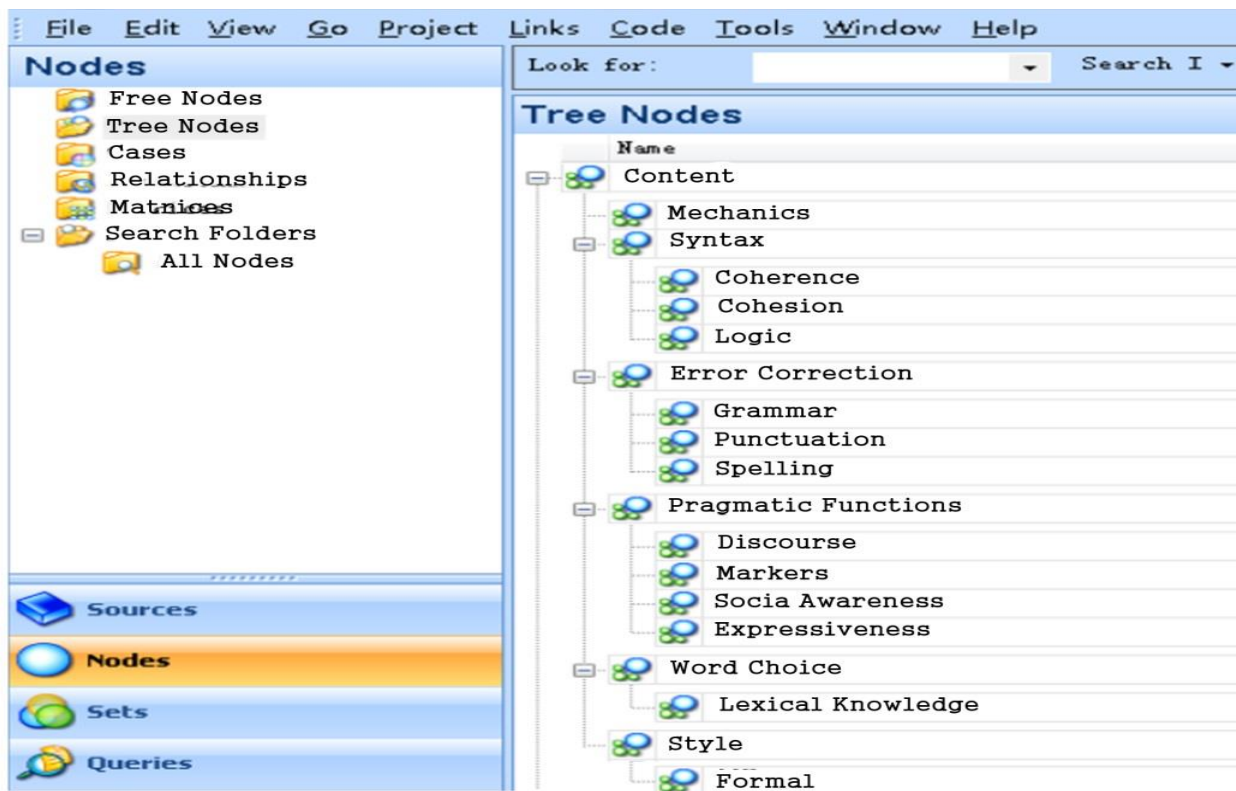 File Edit View Go Project Links Code Tools Window Help
Nodes
Free Nodes
Tree Nodes
Cases
Relationships
Matnices
Search Folders
All Nodes
Sources
Nodes
Sets
Queries
Look for: Search I
Tree Nodes
Name
Content
Mechanics
Syntax
Coherence
Cohesion
Logic
Error Correction
Grammar
Punctuation
Spelling
Pragmatic Functions
Discourse
Markers
Socia Awareness
Expressiveness
Word Choice
Lexical Knowledge
Style
Formal